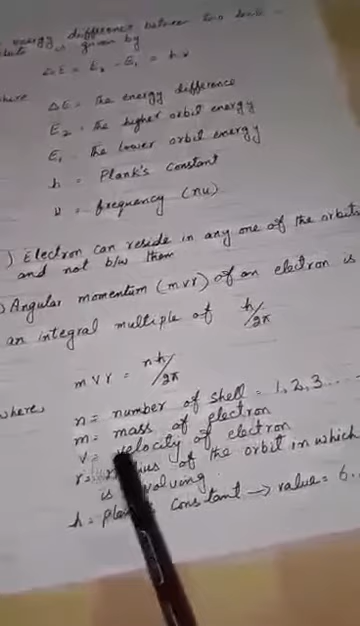 energy difference between two
is given by
ΔE = E₂ - E₁ = hν
where
ΔE = the energy difference
E₂ = the higher orbit energy
E₁ = the lower orbit energy
h = Plank's constant
ν = frequency (nu)
) Electron can reside in any one of the orbits
and not b/w them
) Angular momentum (mvr) of an electron is
an integral multiple of h/2π
mvr = nh/2π
where
n = number of shell = 1, 2, 3 ....
m = mass of electron
v = velocity of electron
r = of the orbit in which
is
h = constant → value = 6..